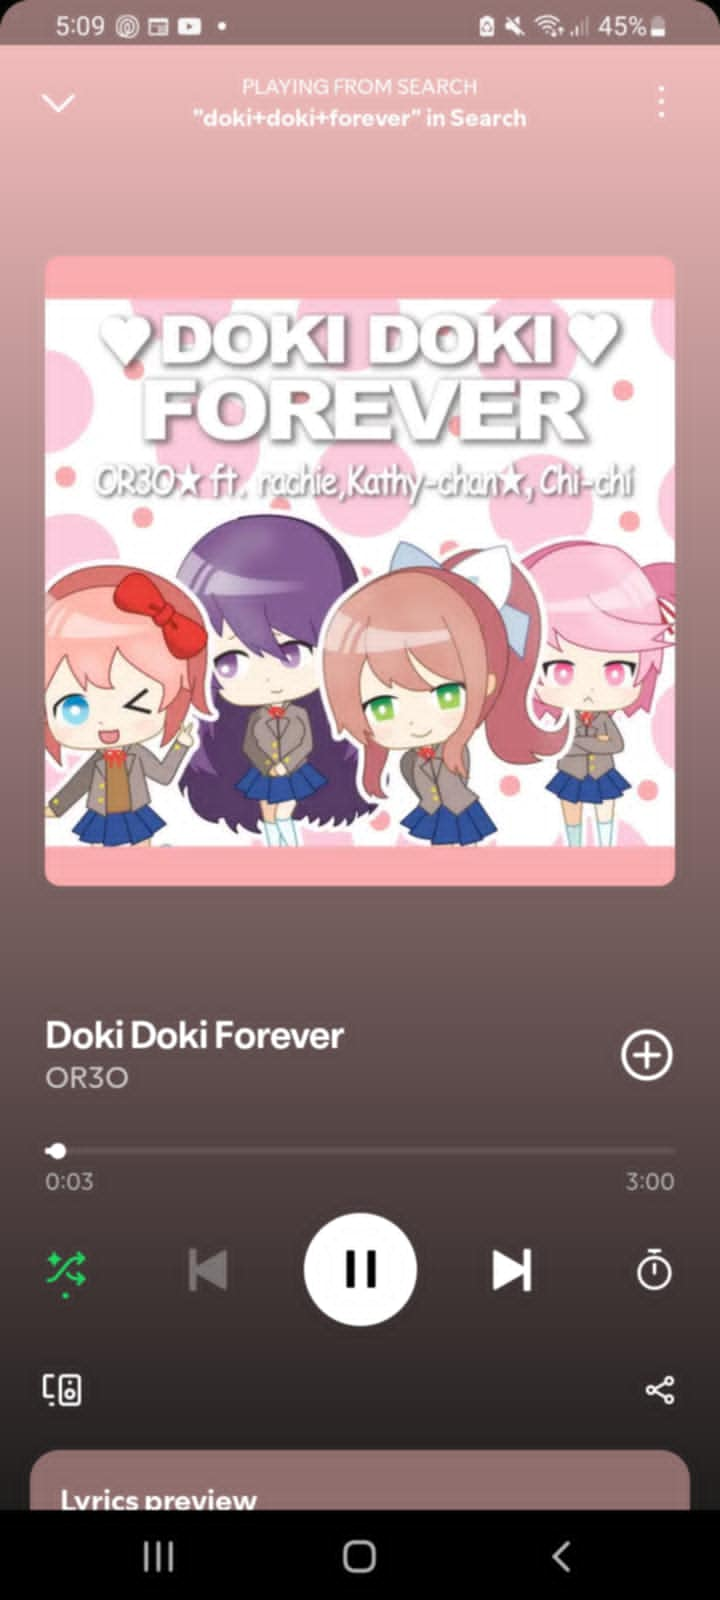 5:09
45%
PLAYING FROM SEARCH
"doki+doki+forever" in Search
DOKI DOKI
FOREVER
OR3O★ ft. rachie,Kathy-chan★, Chi-chi
Doki Doki Forever
OR3O
0:03
3:00
Lyrics preview